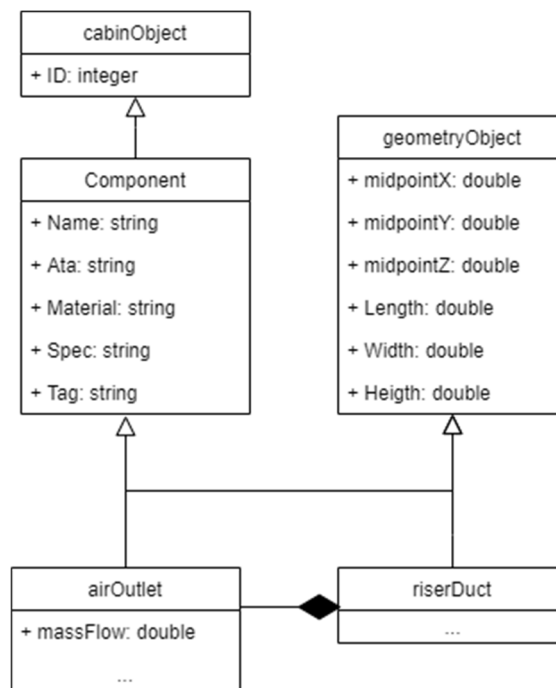 cabinObject
+ ID: integer
Component
+ Name: string
+ Ata: string
+ Material: string
+ Spec: string
+ Tag: string
geometryObject
+ midpointX: double
+ midpointY: double
+ midpointZ: double
+ Length: double
+ Width: double
+ Heigth: double
airOutlet
+ massFlow: double
...
riserDuct
...